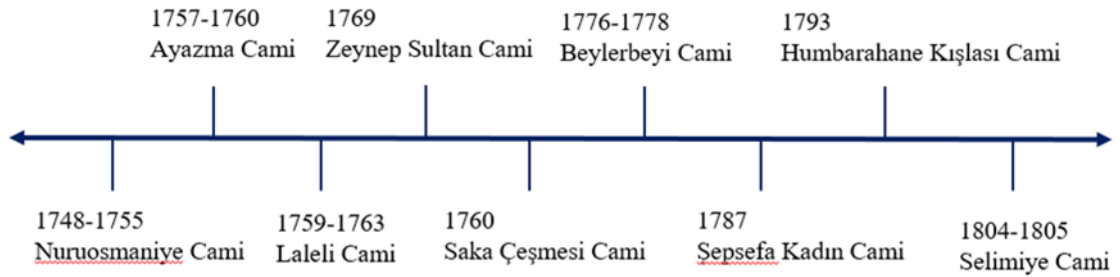 1757-1760
Ayazma Cami
1769
Zeynep Sultan Cami
1776-1778
Beylerbeyi Cami
1793
Humbarahane Kışlası Cami
1748-1755
Nuruosmaniye Cami
1759-1763
Laleli Cami
1760
Saka Çeşmesi Cami
1787
Şepsefa Kadın Cami
1804-1805
Selimiye Cami